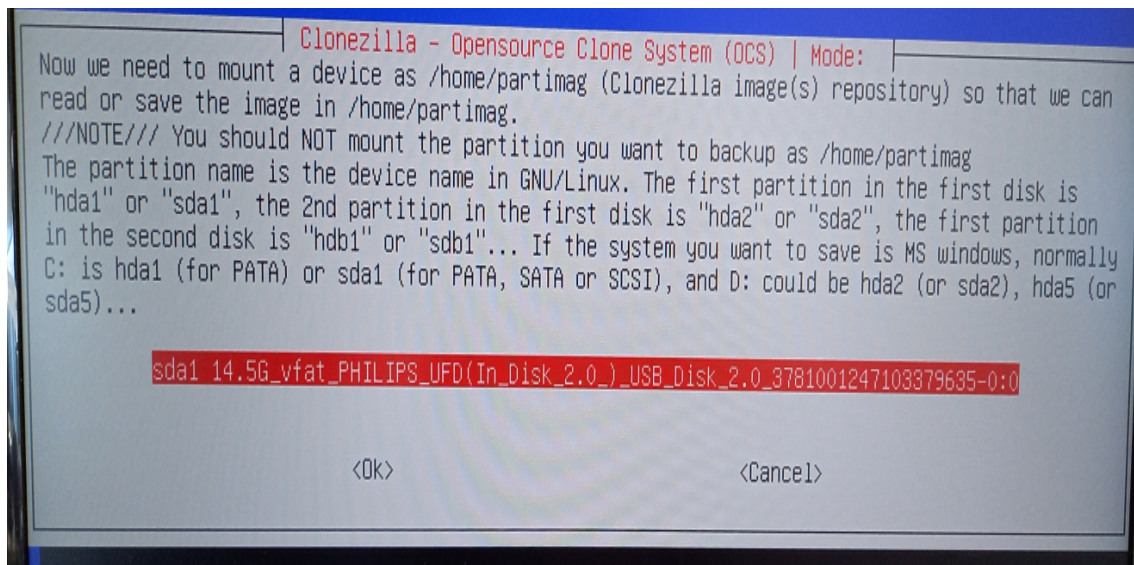 Clonezilla - Opensource Clone System (OCS) | Mode:
Now we need to mount a device as /home/partimag (Clonezilla image(s) repository) so that we can
read or save the image in /home/partimag.
///NOTE/// You should NOT mount the partition you want to backup as /home/partimag
The partition name is the device name in GNU/Linux. The first partition in the first disk is
"hda1" or "sda1", the 2nd partition in the first disk is "hda2" or "sda2", the first partition
in the second disk is "hdb1" or "sdb1"... If the system you want to save is MS windows, normally
C: is hda1 (for PATA) or sda1 (for PATA, SATA or SCSI), and D: could be hda2 (or sda2), hda5 (or
sda5)...
sda1 14.5G_vfat_PHILIPS_UFD(In_Disk_2.0_)_USB_Disk_2.0_3781001247103379635-0:0
<Ok> <Cancel>